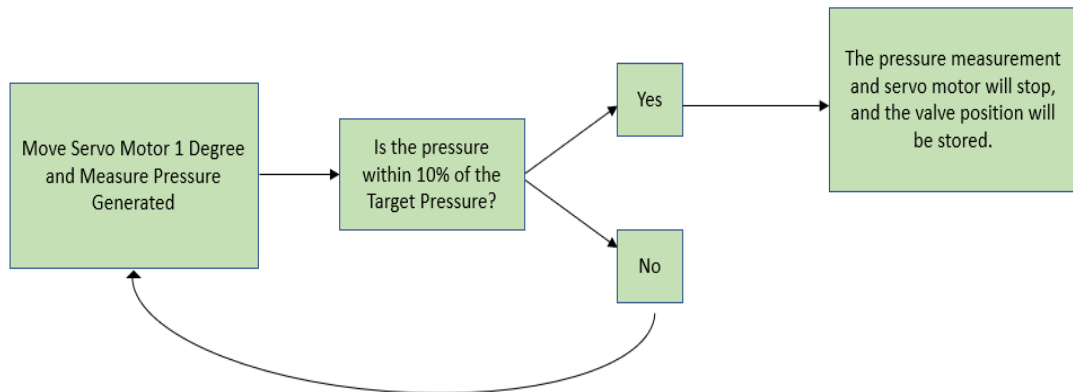 Move Servo Motor 1 Degree
and Measure Pressure
Generated
Is the pressure
within 10% of the
Target Pressure?
Yes
No
The pressure measurement
and servo motor will stop,
and the valve position will
be stored.